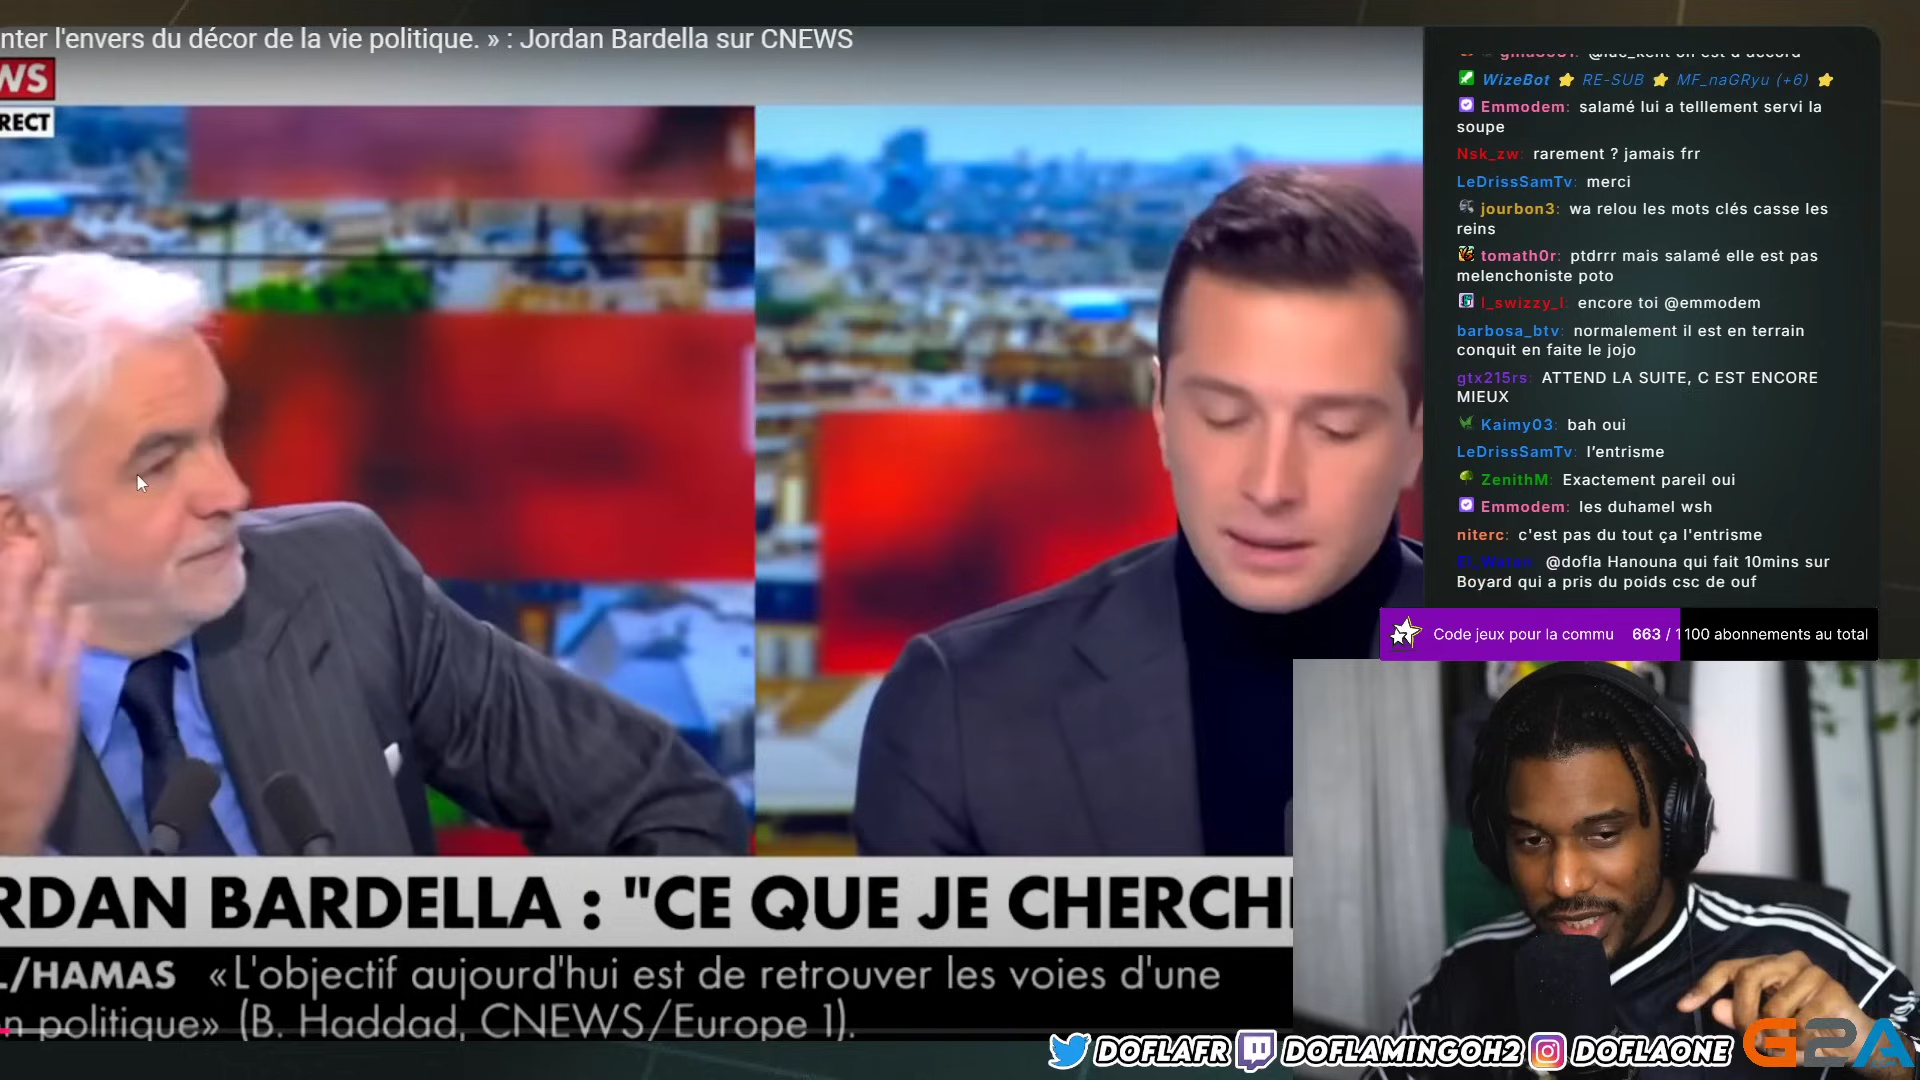 nter l'envers du décor de la vie politique. » : Jordan Bardella sur CNEWS
WS
RECT
WizeBot RE-SUB MF_naGRyu (+6)
Emmodem: salamé lui a telllement servi la
soupe
Nsk_zw: rarement ? jamais frr
LeDrissSamTv: merci
jourbon3: wa relou les mots clés casse les
reins
tomath0r: ptdrrr mais salamé elle est pas
melenchoniste poto
l_swizzy_l: encore toi @emmodem
barbosa_btv: normalement il est en terrain
conquit en faite le jojo
gtx215rs: ATTEND LA SUITE, C EST ENCORE
MIEUX
Kaimy03: bah oui
LeDrissSamTv: l'entrisme
ZenithM: Exactement pareil oui
Emmodem: les duhamel wsh
niterc: c'est pas du tout ça l'entrisme
@dofla Hanouna qui fait 10mins sur
Boyard qui a pris du poids csc de ouf
Code jeux pour la commu 663 / 1100 abonnements au total
RDAN BARDELLA : "CE QUE JE CHERCH
L/HAMAS «L'objectif aujourd'hui est de retrouver les voies d'une
n politique» (B. Haddad, CNEWS/Europe 1).
DOFLAFR DOFLAMINGOH2 DOFLAONE G2A